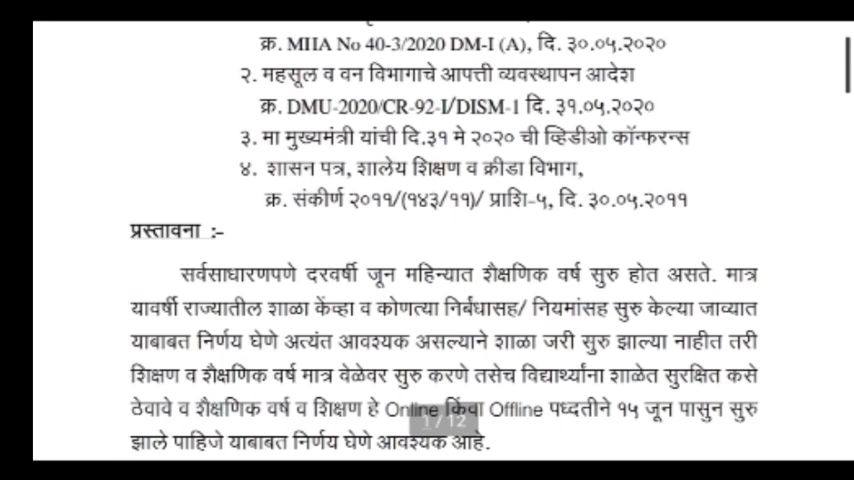 क्र. MHA No 40-3/2020 DM-I (A), दि. ३०.०५.२०२०
२. महसूल व वन विभागाचे आपत्ती व्यवस्थापन आदेश
क्र. DMU-2020/CR-92-I/DISM-1 दि. ३१.०५.२०२०
३. मा मुख्यमंत्री यांची दि.३१ मे २०२० ची व्हिडीओ कॉन्फरन्स
४. शासन पत्र, शालेय शिक्षण व क्रीडा विभाग,
क्र. संकीर्ण २०११/(१४३/११)/ प्राशि-५, दि. ३०.०५.२०११
प्रस्तावना :-
सर्वसाधारणपणे दरवर्षी जून महिन्यात शैक्षणिक वर्ष सुरु होत असते. मात्र
यावर्षी राज्यातील शाळा केंव्हा व कोणत्या निर्बंधासह/ नियमांसह सुरु केल्या जाव्यात
याबाबत निर्णय घेणे अत्यंत आवश्यक असल्याने शाळा जरी सुरु झाल्या नाहीत तरी
शिक्षण व शैक्षणिक वर्ष मात्र वेळेवर सुरु करणे तसेच विद्यार्थ्यांना शाळेत सुरक्षित कसे
ठेवावे व शैक्षणिक वर्ष व शिक्षण हे Online किंवा Offline पध्दतीने १५ जून पासुन सुरु
1 / 12
झाले पाहिजे याबाबत निर्णय घेणे आवश्यक आहे.